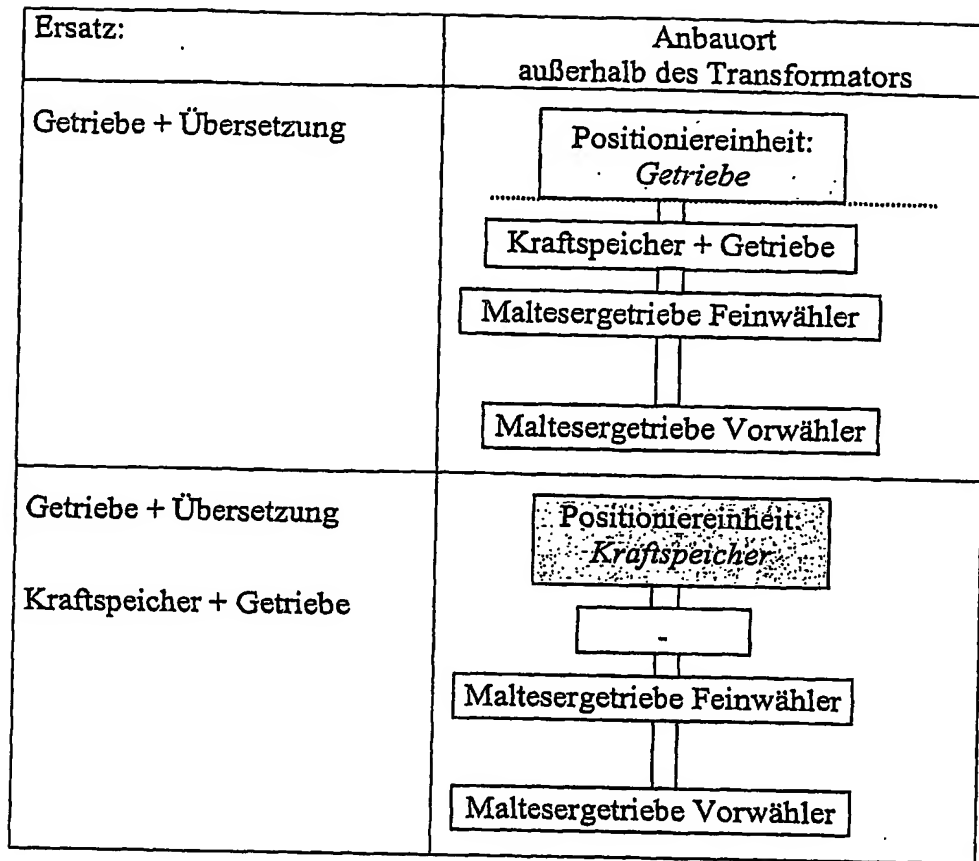 Ersatz:
Anbauort
außerhalb des Transformators
Getriebe + Übersetzung
Positioniereinheit:
Getriebe
Kraftspeicher + Getriebe
Maltesergetriebe Feinwähler
Maltesergetriebe Vorwähler
Getriebe + Übersetzung
Kraftspeicher + Getriebe
Positioniereinheit:
Kraftspeicher
-
Maltesergetriebe Feinwähler
Maltesergetriebe Vorwähler